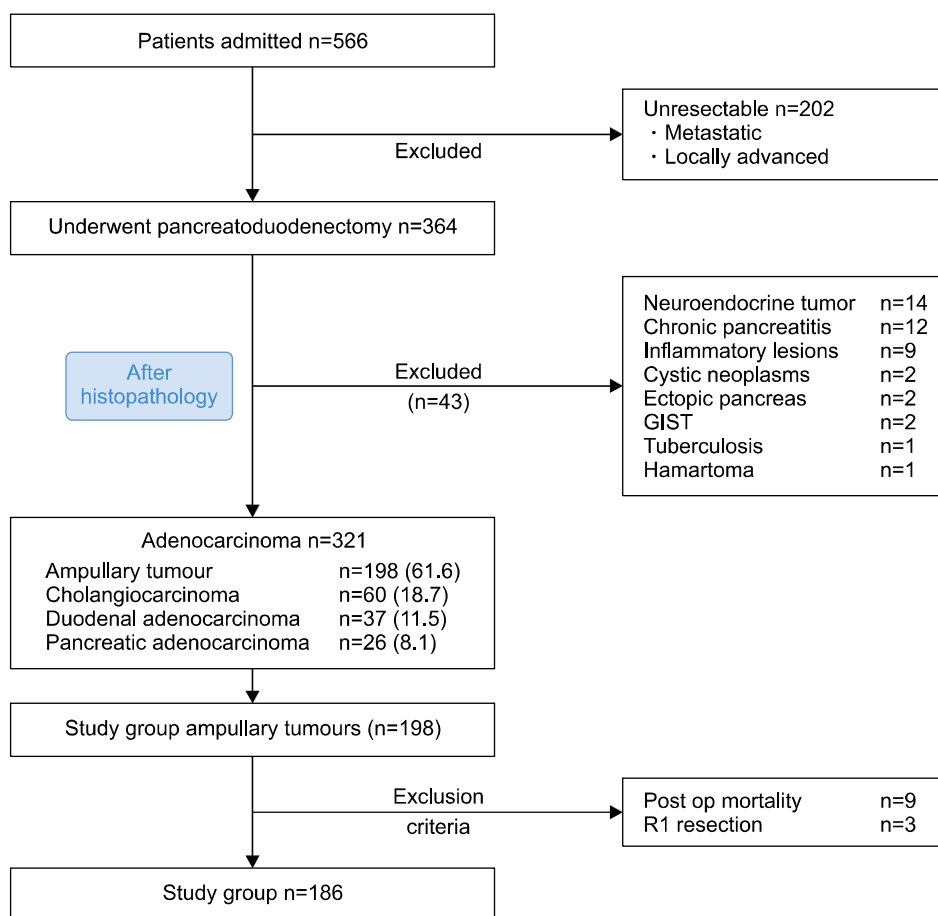 Patients admitted n=566
Unresectable n=202
· Metastatic
· Locally advanced
Excluded
Underwent pancreatoduodenectomy n=364
Neuroendocrine tumor n=14
Chronic pancreatitis n=12
Inflammatory lesions n=9
Cystic neoplasms n=2
Ectopic pancreas n=2
GIST n=2
Tuberculosis n=1
Hamartoma n=1
After
histopathology
Excluded
(n=43)
Adenocarcinoma n=321
Ampullary tumour n=198 (61.6)
Cholangiocarcinoma n=60 (18.7)
Duodenal adenocarcinoma n=37 (11.5)
Pancreatic adenocarcinoma n=26 (8.1)
Study group ampullary tumours (n=198)
Exclusion
criteria
Post op mortality n=9
R1 resection n=3
Study group n=186